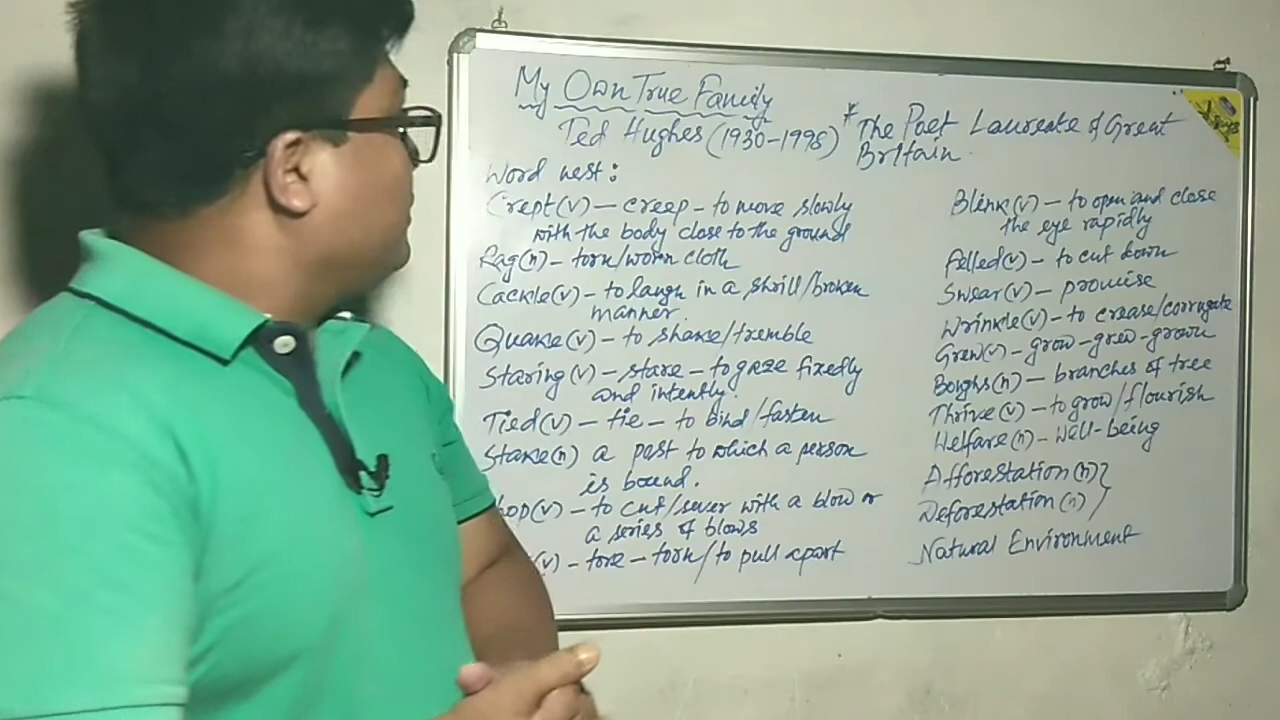 My Own True Family
Ted Hughes (1930-1998)
* The Poet Laureate of Great
Britain.
Word nest:
Crept(v) – creep – to move slowly
with the body close to the ground
Rag(n) – torn/worn cloth
Cackle(v) – to laugh in a shrill/broken
manner.
Quake(v) – to shake/tremble
Staring(v) – stare – to gaze fixedly
and intently.
Tied(v) – tie – to bind/fasten
Stake(n) a post to which a person
is bound.
hop(v) – to cut/sever with a blow or
a series of blows
(v) – tore – torn/to pull apart
Blink(v) – to open and close
the eye rapidly
Felled(v) – to cut down
Swear(v) – promise
Wrinkle(v) – to crease/corrugate
Grew(v) – grow – grew – grown
Boughs(n) – branches of tree
Thrive(v) – to grow/flourish
Welfare(n) – Well-being
Afforestation(n)}
Deforestation(n)
Natural Environment